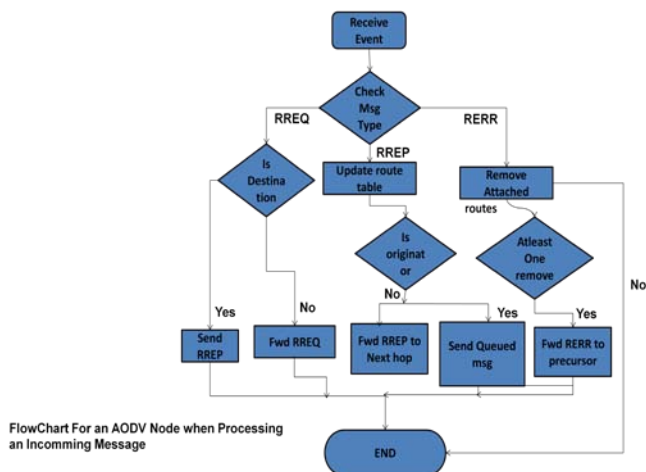 Receive
Event
Check
Msg
Type
RREQ
RREP
RERR
Is
Destina
tion
Update route
table
Remove
Attached
routes
Is
originat
or
Atleast
One
remove
No
Yes
No
No
Yes
Yes
Send
RREP
Fwd RREQ
Fwd RREP to
Next hop
Send Queued
msg
Fwd RERR to
precursor
FlowChart For an AODV Node when Processing
an Incomming Message
END